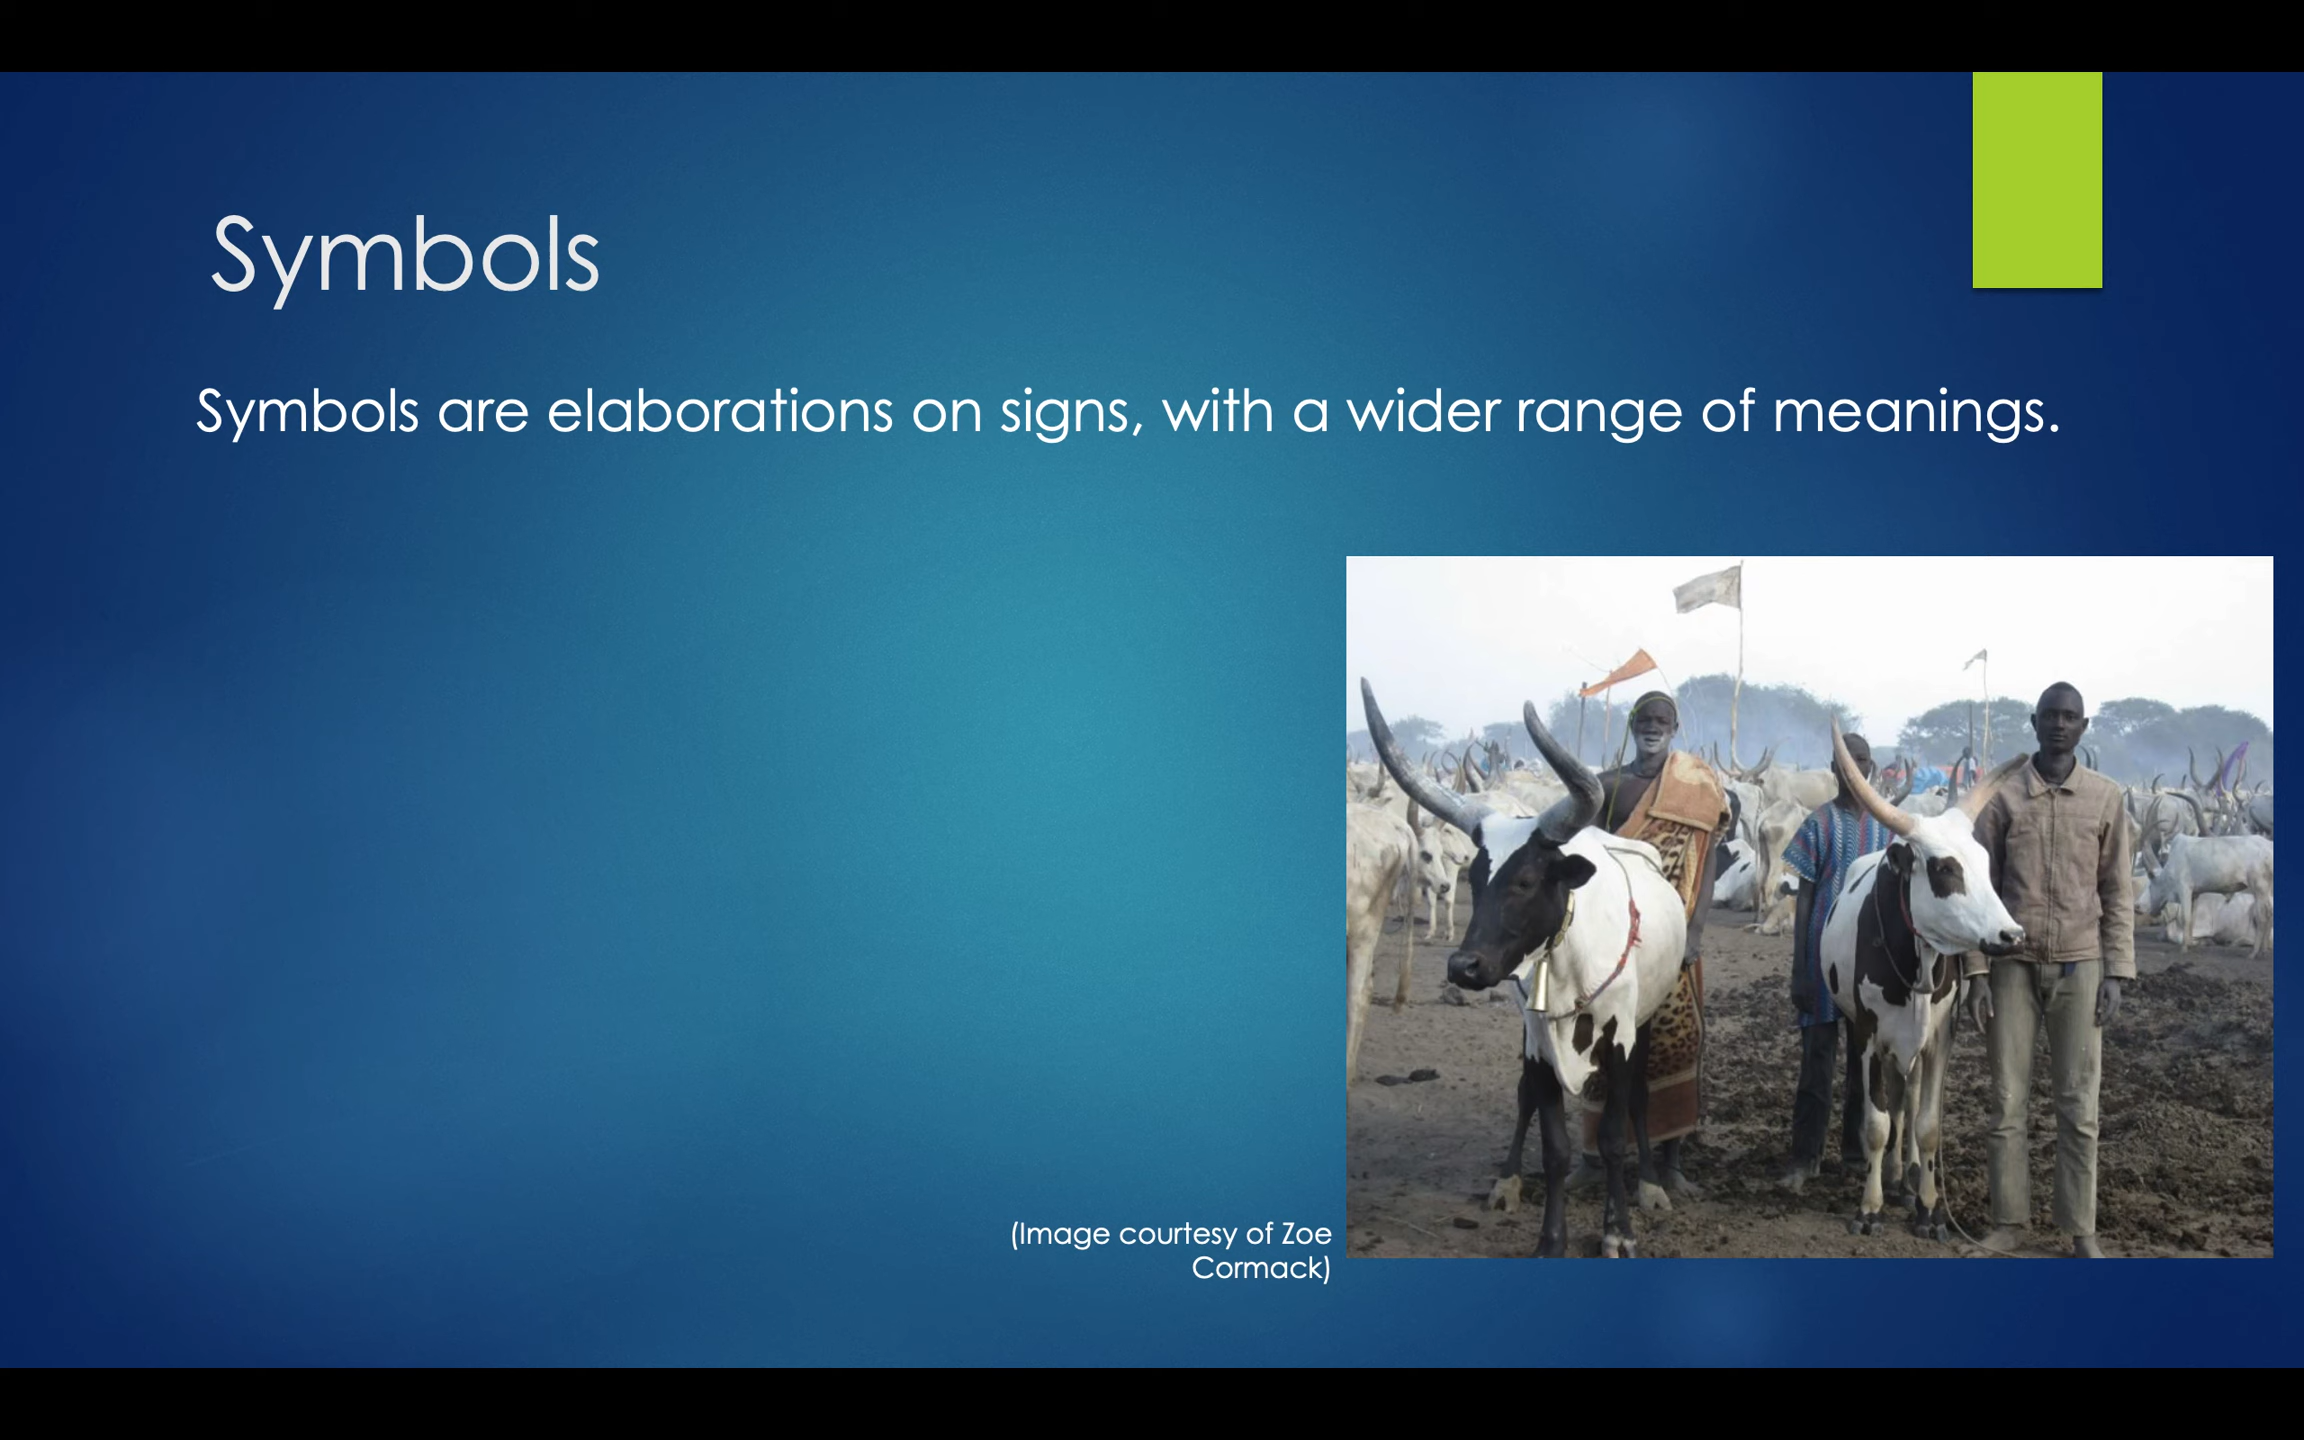 Symbols
Symbols are elaborations on signs, with a wider range of meanings.
(Image courtesy of Zoe
Cormack)